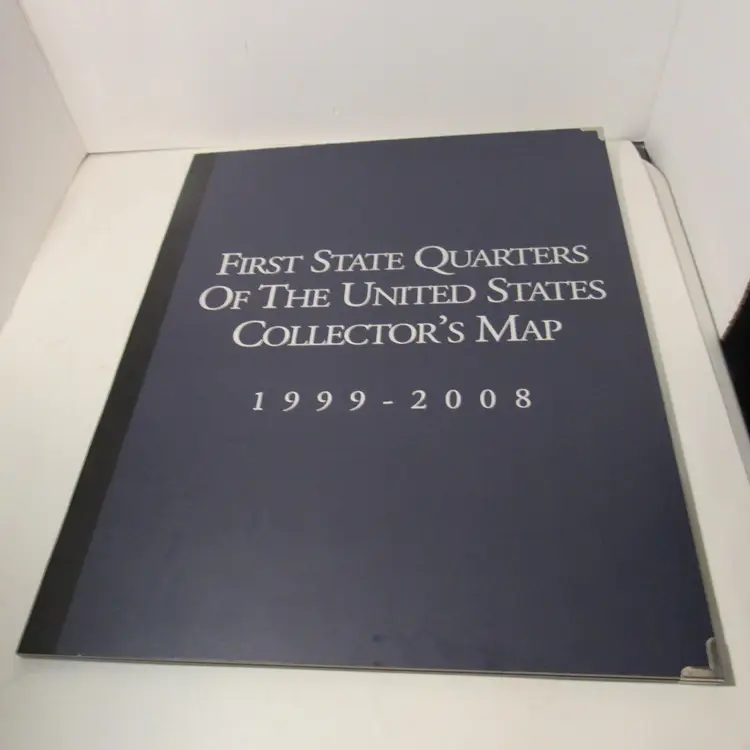 First State Quarters
Of The United States
Collector's Map
1999-2008